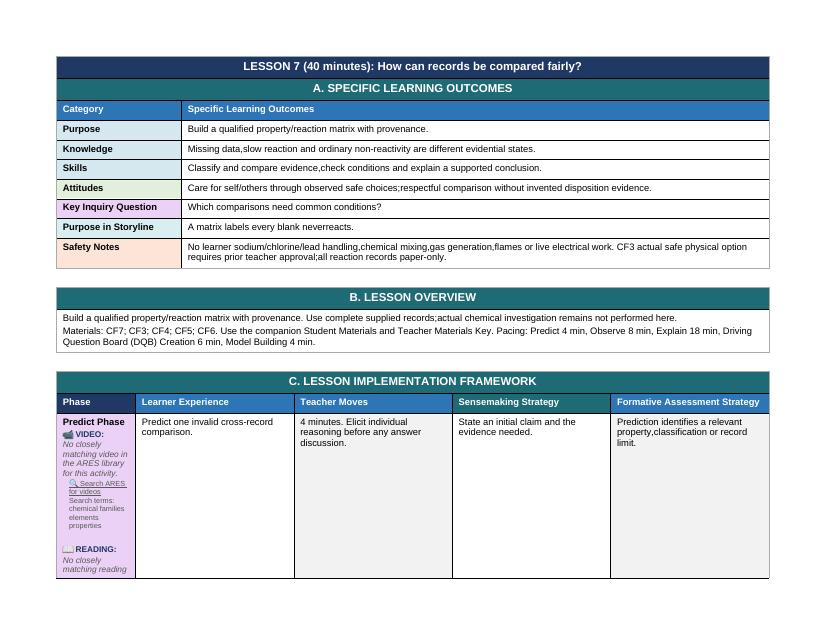 LESSON 7 (40 minutes): How can records be compared fairly?
A. SPECIFIC LEARNING OUTCOMES
Category Specific Learning Outcomes
Purpose Build a qualified property/reaction matrix with provenance.
Knowledge Missing data,slow reaction and ordinary non-reactivity are different evidential states.
Skills Classify and compare evidence,check conditions and explain a supported conclusion.
Attitudes Care for self/others through observed safe choices;respectful comparison without invented disposition evidence.
Key Inquiry Question Which comparisons need common conditions?
Purpose in Storyline A matrix labels every blank neverreacts.
Safety Notes No learner sodium/chlorine/lead handling,chemical mixing,gas generation,flames or live electrical work. CF3 actual safe physical option
requires prior teacher approval;all reaction records paper-only.
B. LESSON OVERVIEW
Build a qualified property/reaction matrix with provenance. Use complete supplied records;actual chemical investigation remains not performed here.
Materials: CF7; CF3; CF4; CF5; CF6. Use the companion Student Materials and Teacher Materials Key. Pacing: Predict 4 min, Observe 8 min, Explain 18 min, Driving
Question Board (DQB) Creation 6 min, Model Building 4 min.
C. LESSON IMPLEMENTATION FRAMEWORK
Phase Learner Experience Teacher Moves Sensemaking Strategy Formative Assessment Strategy
Predict Phase
VIDEO:
No closely
matching video in
the ARES library
for this activity.
Search ARES
for videos
Search terms:
chemical families
elements
properties
READING:
No closely
matching reading
Predict one invalid cross-record
comparison.
4 minutes. Elicit individual
reasoning before any answer
discussion.
State an initial claim and the
evidence needed.
Prediction identifies a relevant
property,classification or record
limit.